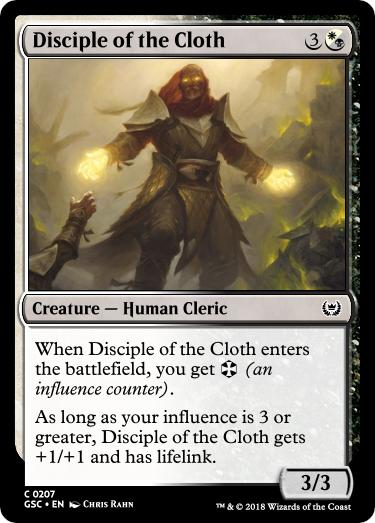 Disciple of the Cloth 3
Creature — Human Cleric
When Disciple of the Cloth enters
the battlefield, you get (an
influence counter).
As long as your influence is 3 or
greater, Disciple of the Cloth gets
+1/+1 and has lifelink.
3/3
C 0207
GSC • EN Chris Rahn
™ & © 2018 Wizards of the Coast